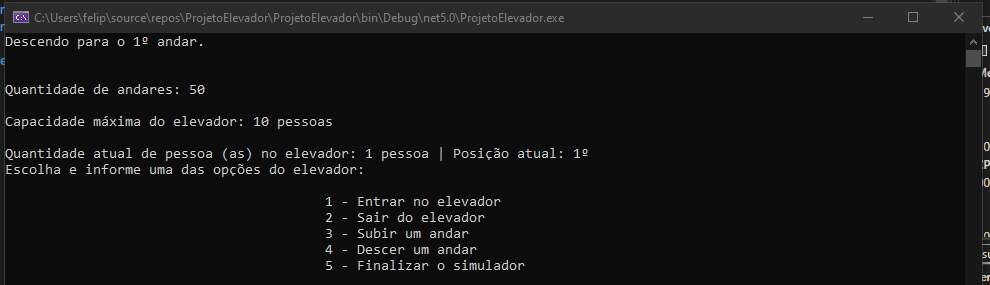 C:\Users\felip\source\repos\ProjetoElevador\ProjetoElevador\bin\Debug\net5.0\ProjetoElevador.exe
Descendo para o 1º andar.
Quantidade de andares: 50
Capacidade máxima do elevador: 10 pessoas
Quantidade atual de pessoa (as) no elevador: 1 pessoa | Posição atual: 1º
Escolha e informe uma das opções do elevador:
1 - Entrar no elevador
2 - Sair do elevador
3 - Subir um andar
4 - Descer um andar
5 - Finalizar o simulador